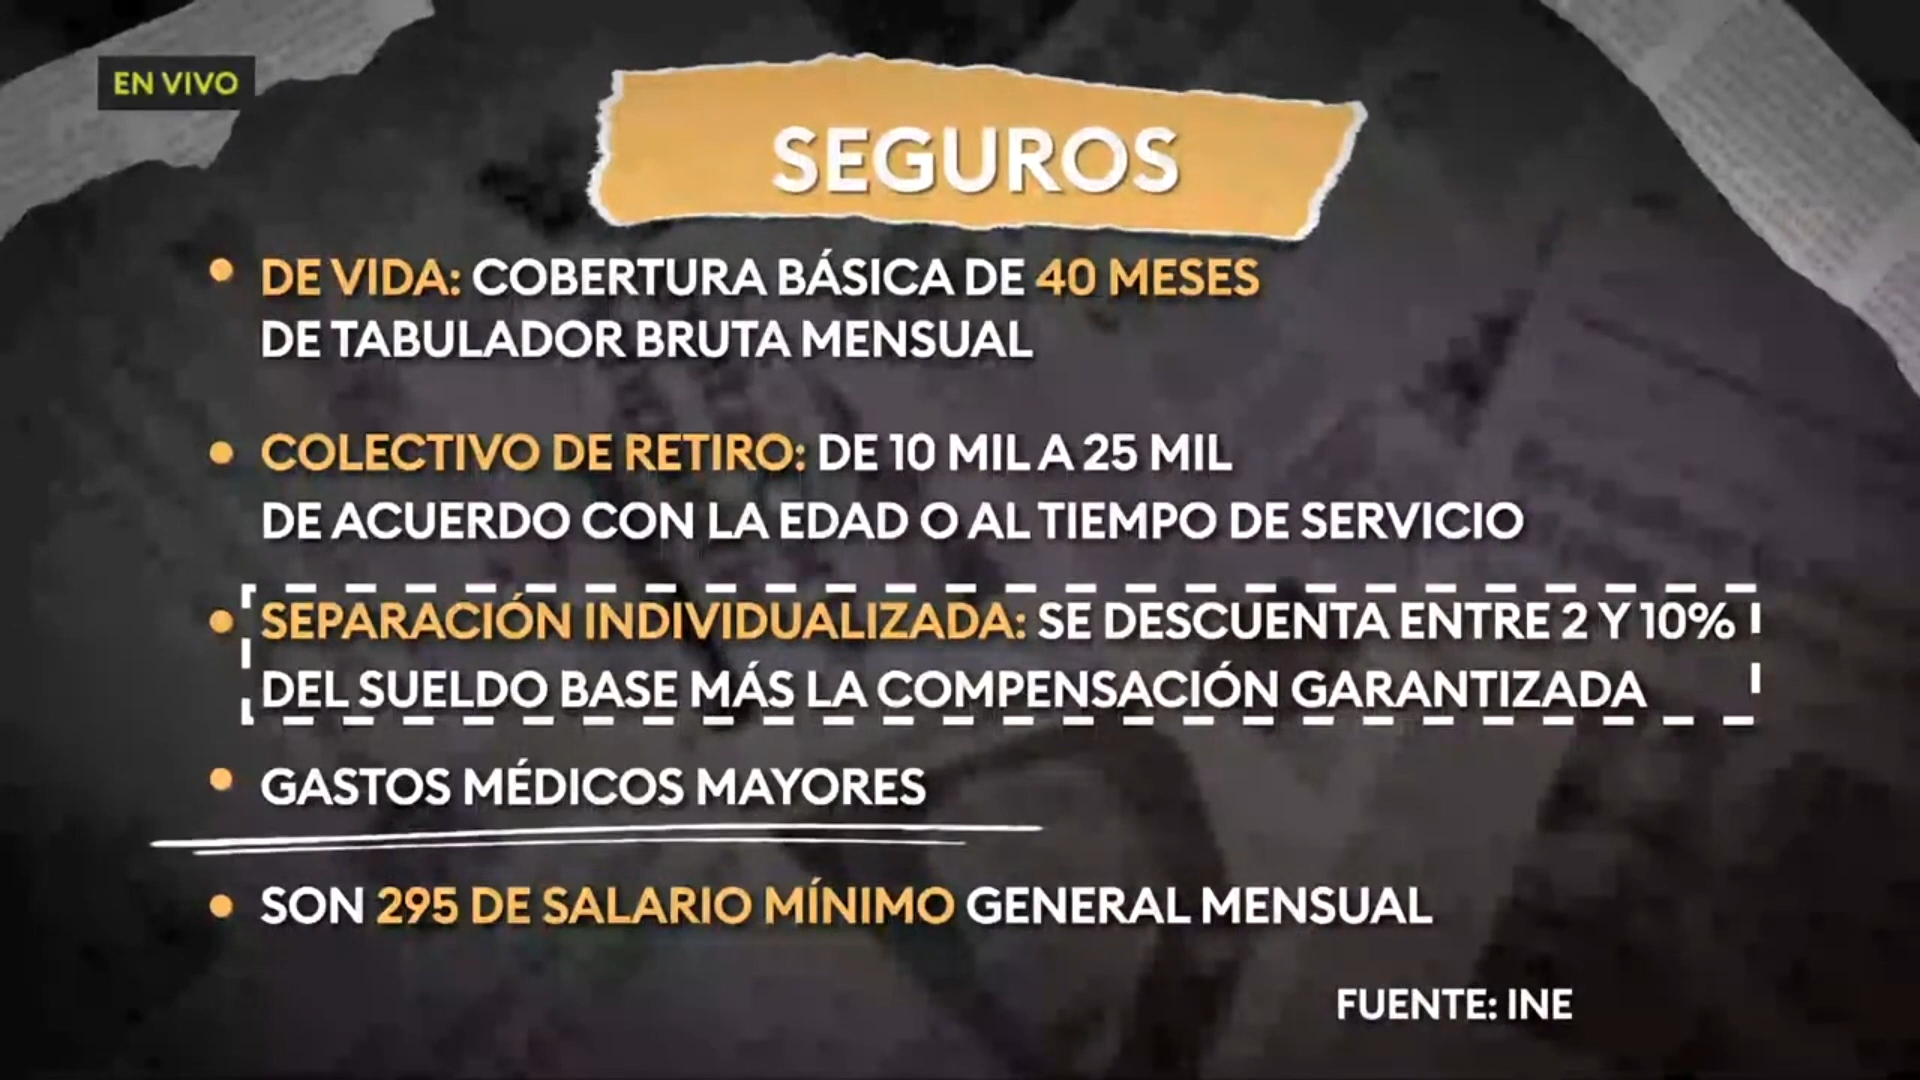 EN VIVO
SEGUROS
DE VIDA: COBERTURA BÁSICA DE 40 MESES
DE TABULADOR BRUTA MENSUAL
COLECTIVO DE RETIRO: DE 10 MIL A 25 MIL
DE ACUERDO CON LA EDAD O AL TIEMPO DE SERVICIO
SEPARACIÓN INDIVIDUALIZADA: SE DESCUENTA ENTRE 2 Y 10%
DEL SUELDO BASE MÁS LA COMPENSACIÓN GARANTIZADA
GASTOS MÉDICOS MAYORES
SON 295 DE SALARIO MÍNIMO GENERAL MENSUAL
FUENTE: INE